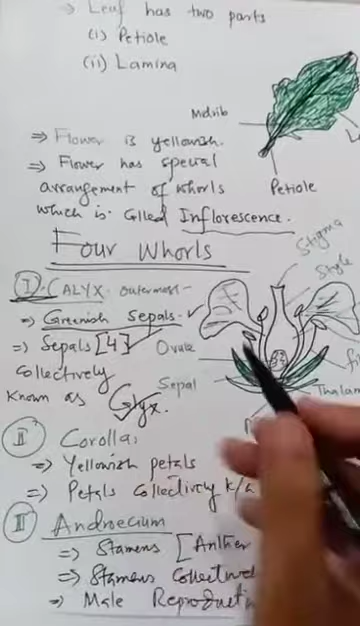 ⇒ Leaf has two parts
(i) Petiole
(ii) Lamina
Midrib
Petiole
⇒ Flower is yellowish.
⇒ Flower has special
arrangement of whorls
which is Called Inflorescence.
Four Whorls
Stigma
Style
I CALYX - outermost -
⇒ Greenish Sepals -
⇒ Sepals [4]
Collectively
known as Calyx.
Ovule
Sepal
Thalam
II Corolla:
⇒ Yellowish petals
⇒ Petals Collectively k/a
III Androecium
⇒ Stamens [Anther
⇒ Stamens Collective
⇒ Male Reproducti